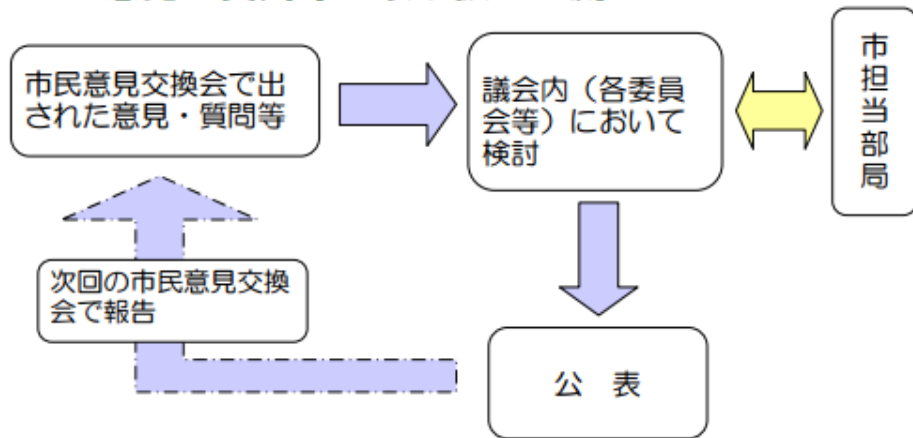 市民意見交換会で出
された意見・質問等
議会内（各委員
会等）において
検討
市担当部局
次回の市民意見交換
会で報告
公　表